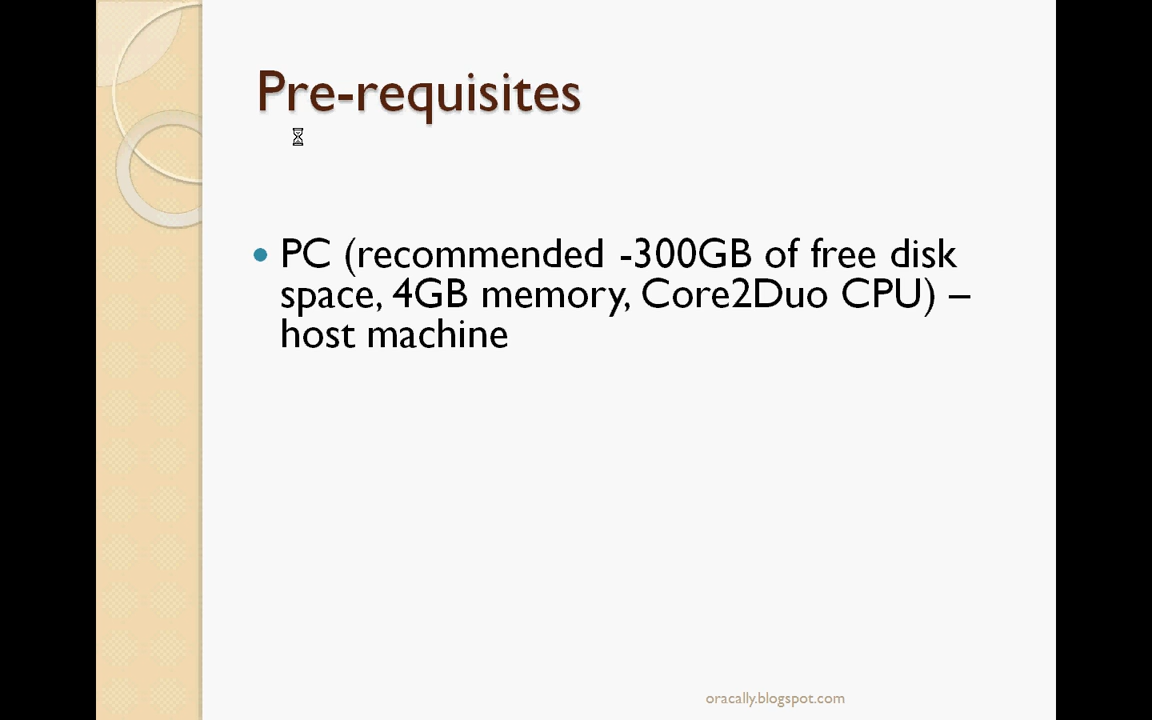 Pre-requisites
PC (recommended -300GB of free disk
space, 4GB memory, Core2Duo CPU) –
host machine
oracally.blogspot.com